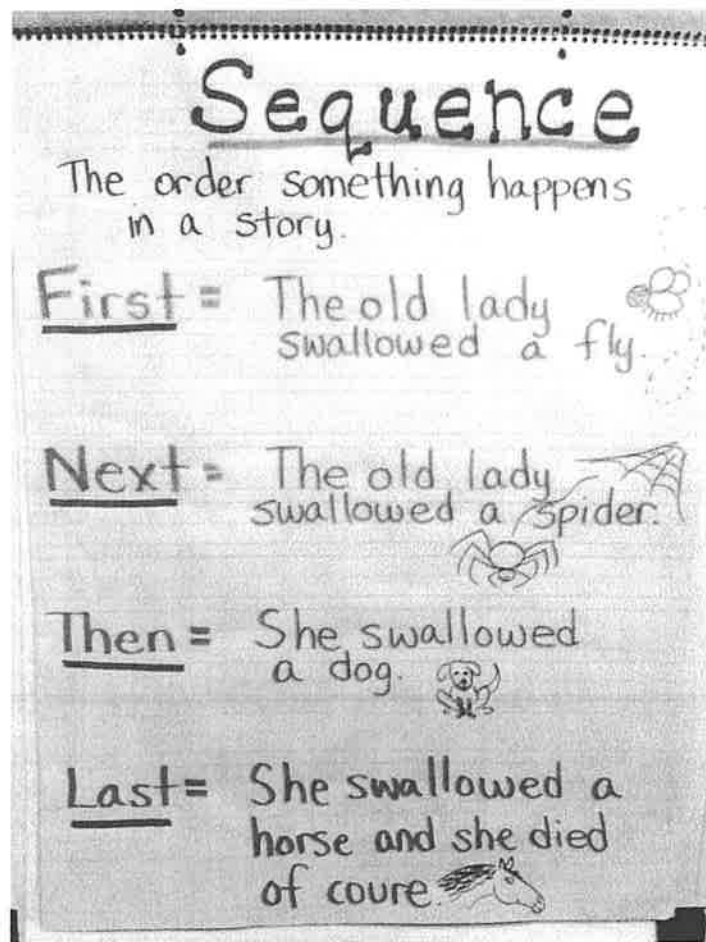 Sequence
The order something happens
in a story.
First = The old lady
swallowed a fly.
Next = The old lady
swallowed a spider.
Then = She swallowed
a dog.
Last = She swallowed a
horse and she died
of coure.